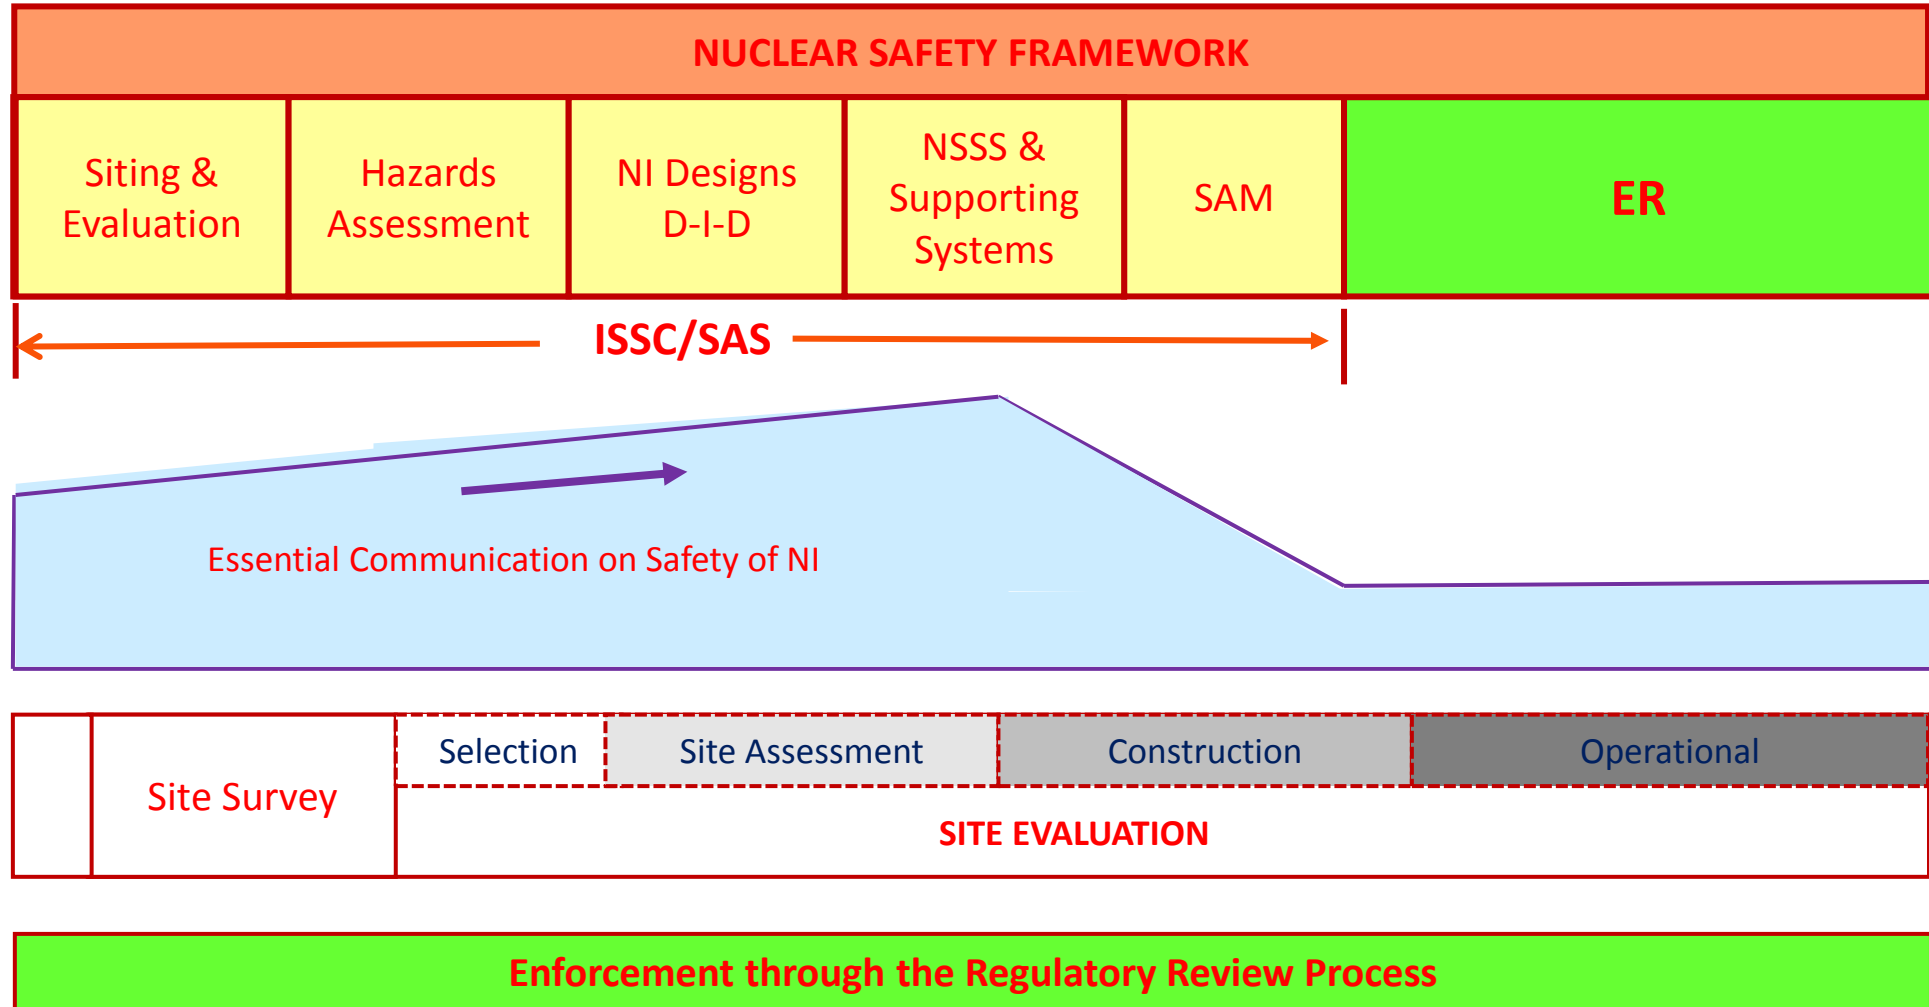 NUCLEAR SAFETY FRAMEWORK
Siting &
Evaluation
Hazards
Assessment
NI Designs
D-I-D
NSSS &
Supporting
Systems
SAM
ER
ISSC/SAS
Essential Communication on Safety of NI
Site Survey
Selection
Site Assessment
Construction
Operational
SITE EVALUATION
Enforcement through the Regulatory Review Process